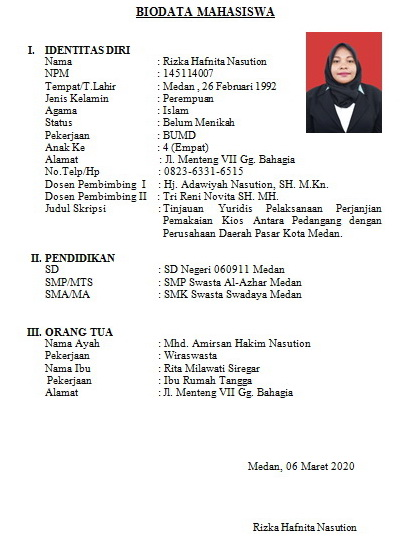 BIODATA MAHASISWA
I. IDENTITAS DIRI
Nama : Rizka Hafnita Nasution
NPM : 145114007
Tempat/T.Lahir : Medan , 26 Februari 1992
Jenis Kelamin : Perempuan
Agama : Islam
Status : Belum Menikah
Pekerjaan : BUMD
Anak Ke : 4 (Empat)
Alamat : Jl. Menteng VII Gg. Bahagia
No.Telp/Hp : 0823-6331-6515
Dosen Pembimbing I : Hj. Adawiyah Nasution, SH. M.Kn.
Dosen Pembimbing II : Tri Reni Novita SH. MH.
Judul Skripsi : Tinjauan Yuridis Pelaksanaan Perjanjian
Pemakaian Kios Antara Pedangang dengan
Perusahaan Daerah Pasar Kota Medan.
II. PENDIDIKAN
SD : SD Negeri 060911 Medan
SMP/MTS : SMP Swasta Al-Azhar Medan
SMA/MA : SMK Swasta Swadaya Medan
III. ORANG TUA
Nama Ayah : Mhd. Amirsan Hakim Nasution
Pekerjaan : Wiraswasta
Nama Ibu : Rita Milawati Siregar
Pekerjaan : Ibu Rumah Tangga
Alamat : Jl. Menteng VII Gg. Bahagia
Medan, 06 Maret 2020
Rizka Hafnita Nasution